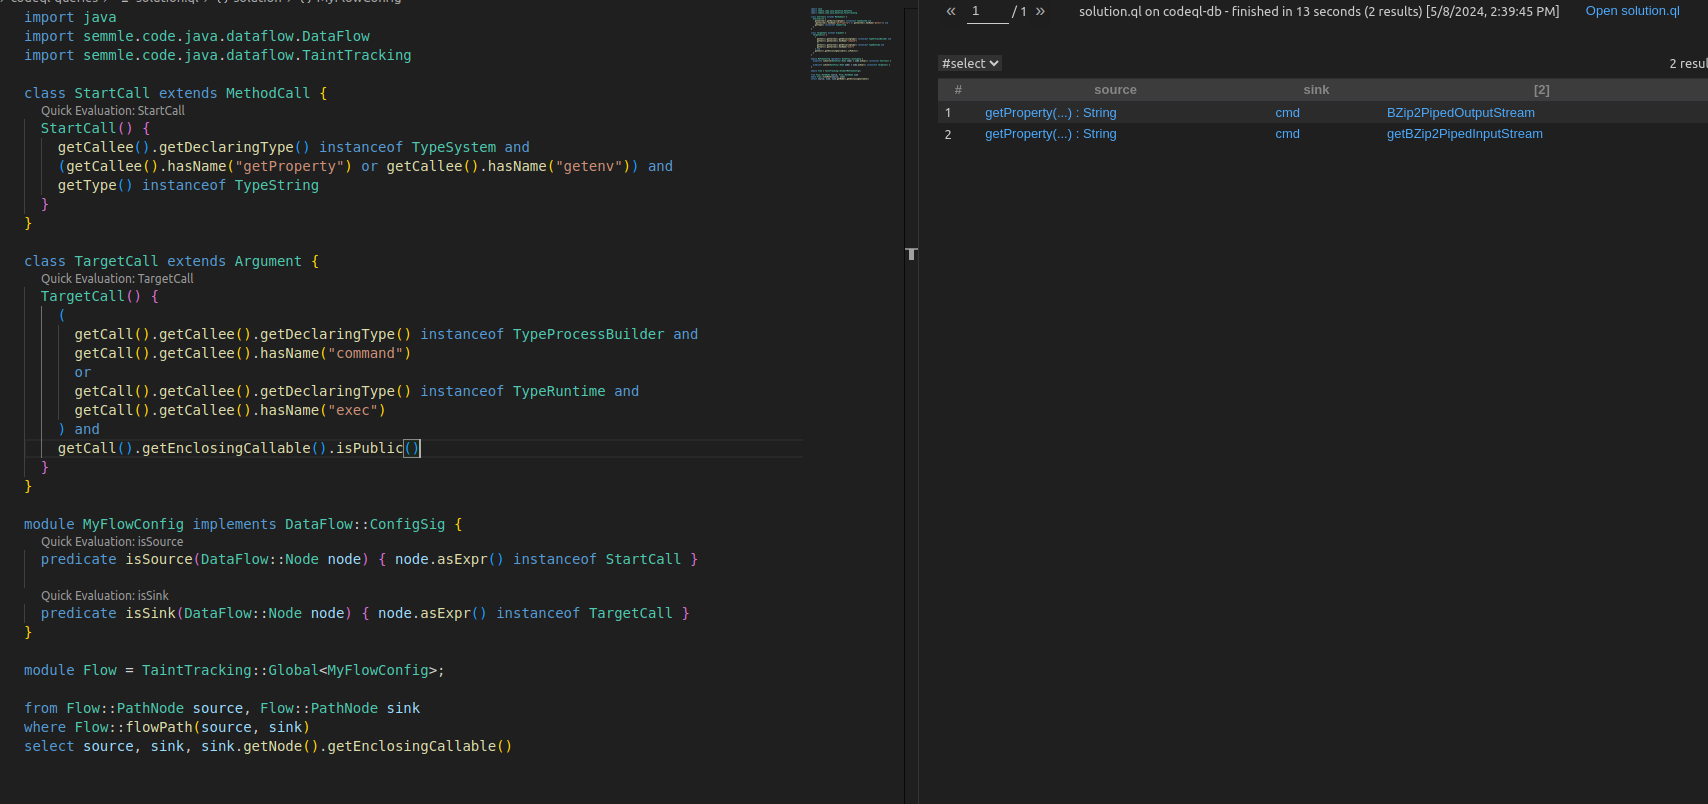 import java
import semmle.code.java.dataflow.DataFlow
import semmle.code.java.dataflow.TaintTracking
class StartCall extends MethodCall {
Quick Evaluation: StartCall
StartCall() {
getCallee().getDeclaringType() instanceof TypeSystem and
(getCallee().hasName("getProperty") or getCallee().hasName("getenv")) and
getType() instanceof TypeString
}
}
class TargetCall extends Argument {
Quick Evaluation: TargetCall
TargetCall() {
(
getCall().getCallee().getDeclaringType() instanceof TypeProcessBuilder and
getCall().getCallee().hasName("command")
or
getCall().getCallee().getDeclaringType() instanceof TypeRuntime and
getCall().getCallee().hasName("exec")
) and
getCall().getEnclosingCallable().isPublic()
}
}
module MyFlowConfig implements DataFlow::ConfigSig {
Quick Evaluation: isSource
predicate isSource(DataFlow::Node node) { node.asExpr() instanceof StartCall }
Quick Evaluation: isSink
predicate isSink(DataFlow::Node node) { node.asExpr() instanceof TargetCall }
}
module Flow = TaintTracking::Global<MyFlowConfig>;
from Flow::PathNode source, Flow::PathNode sink
where Flow::flowPath(source, sink)
select source, sink, sink.getNode().getEnclosingCallable()
« 1 / 1 » solution.ql on codeql-db - finished in 13 seconds (2 results) [5/8/2024, 2:39:45 PM] Open solution.ql
#select 2 resul
# source sink [2]
1 getProperty(...) : String cmd BZip2PipedOutputStream
2 getProperty(...) : String cmd getBZip2PipedInputStream